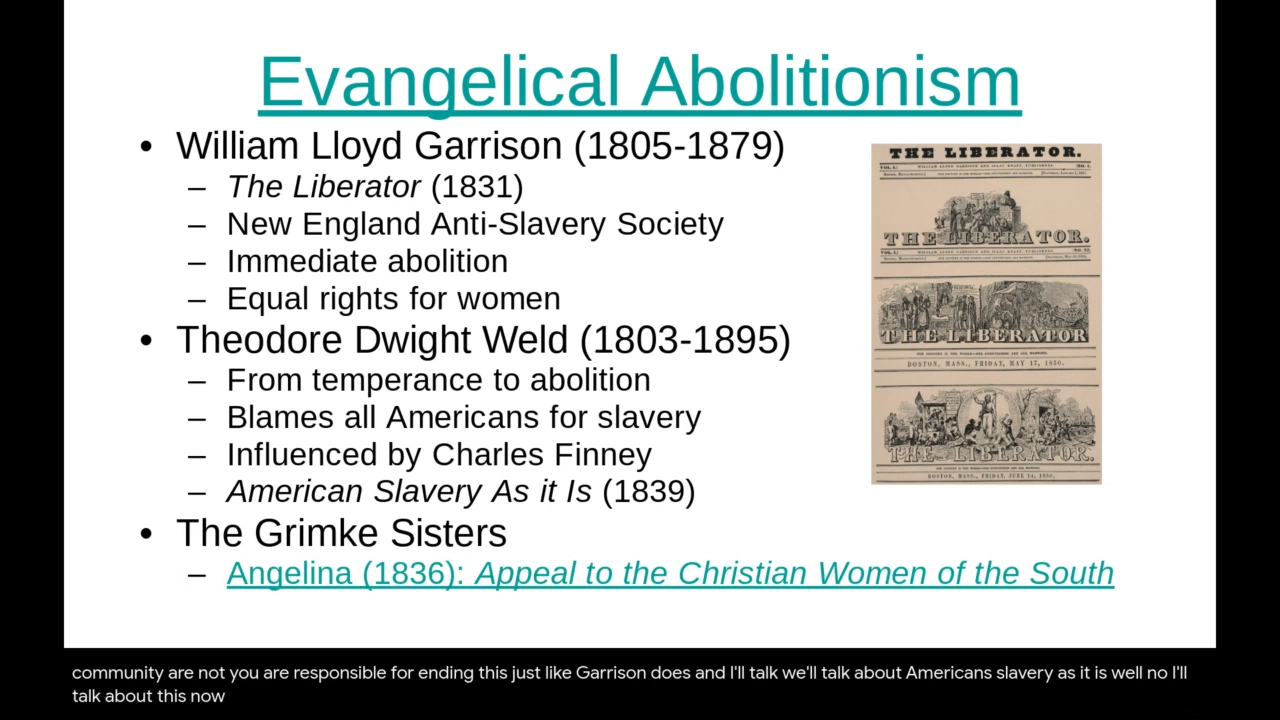 Evangelical Abolitionism
• William Lloyd Garrison (1805-1879)
– The Liberator (1831)
– New England Anti-Slavery Society
– Immediate abolition
– Equal rights for women
• Theodore Dwight Weld (1803-1895)
– From temperance to abolition
– Blames all Americans for slavery
– Influenced by Charles Finney
– American Slavery As it Is (1839)
• The Grimke Sisters
– Angelina (1836): Appeal to the Christian Women of the South
THE LIBERATOR.
THE LIBERATOR.
THE LIBERATOR
BOSTON, MASS., FRIDAY, MAY 17, 1850.
THE LIBERATOR.
BOSTON, MASS., FRIDAY, JUNE 14, 1850.
community are not you are responsible for ending this just like Garrison does and I'll talk we'll talk about Americans slavery as it is well no I'll
talk about this now